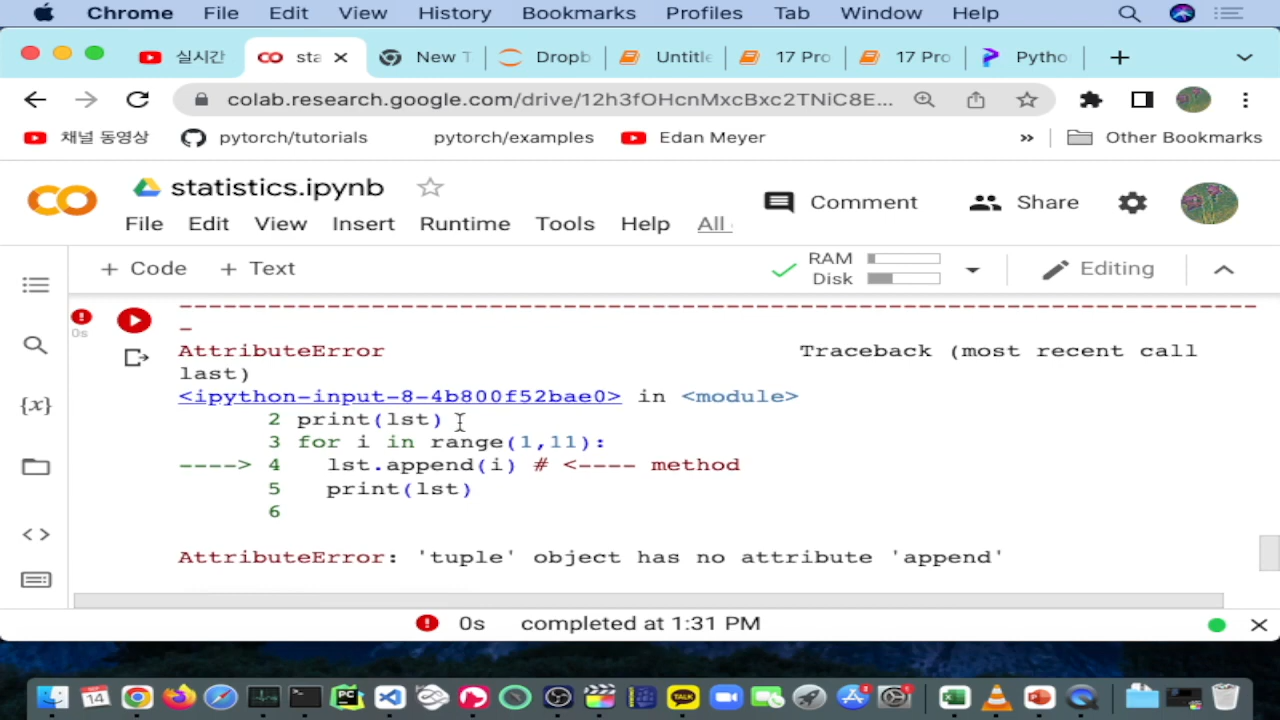 Chrome File Edit View History Bookmarks Profiles Tab Window Help
실시간 sta New T Dropb Untitle 17 Pro 17 Pro Pytho
colab.research.google.com/drive/12h3fOHcnMxcBxc2TNiC8E...
채널 동영상 pytorch/tutorials pytorch/examples Edan Meyer » Other Bookmarks
statistics.ipynb
Comment Share
File Edit View Insert Runtime Tools Help All
+ Code + Text
RAM
Disk
Editing
0s
--------------------------------------------------------------------------
-
AttributeError Traceback (most recent call
last)
<ipython-input-8-4b800f52bae0> in <module>
2 print(lst)
3 for i in range(1,11):
----> 4 lst.append(i) # <---- method
5 print(lst)
6
AttributeError: 'tuple' object has no attribute 'append'
{x}
<>
0s completed at 1:31 PM
14
PC
TALK